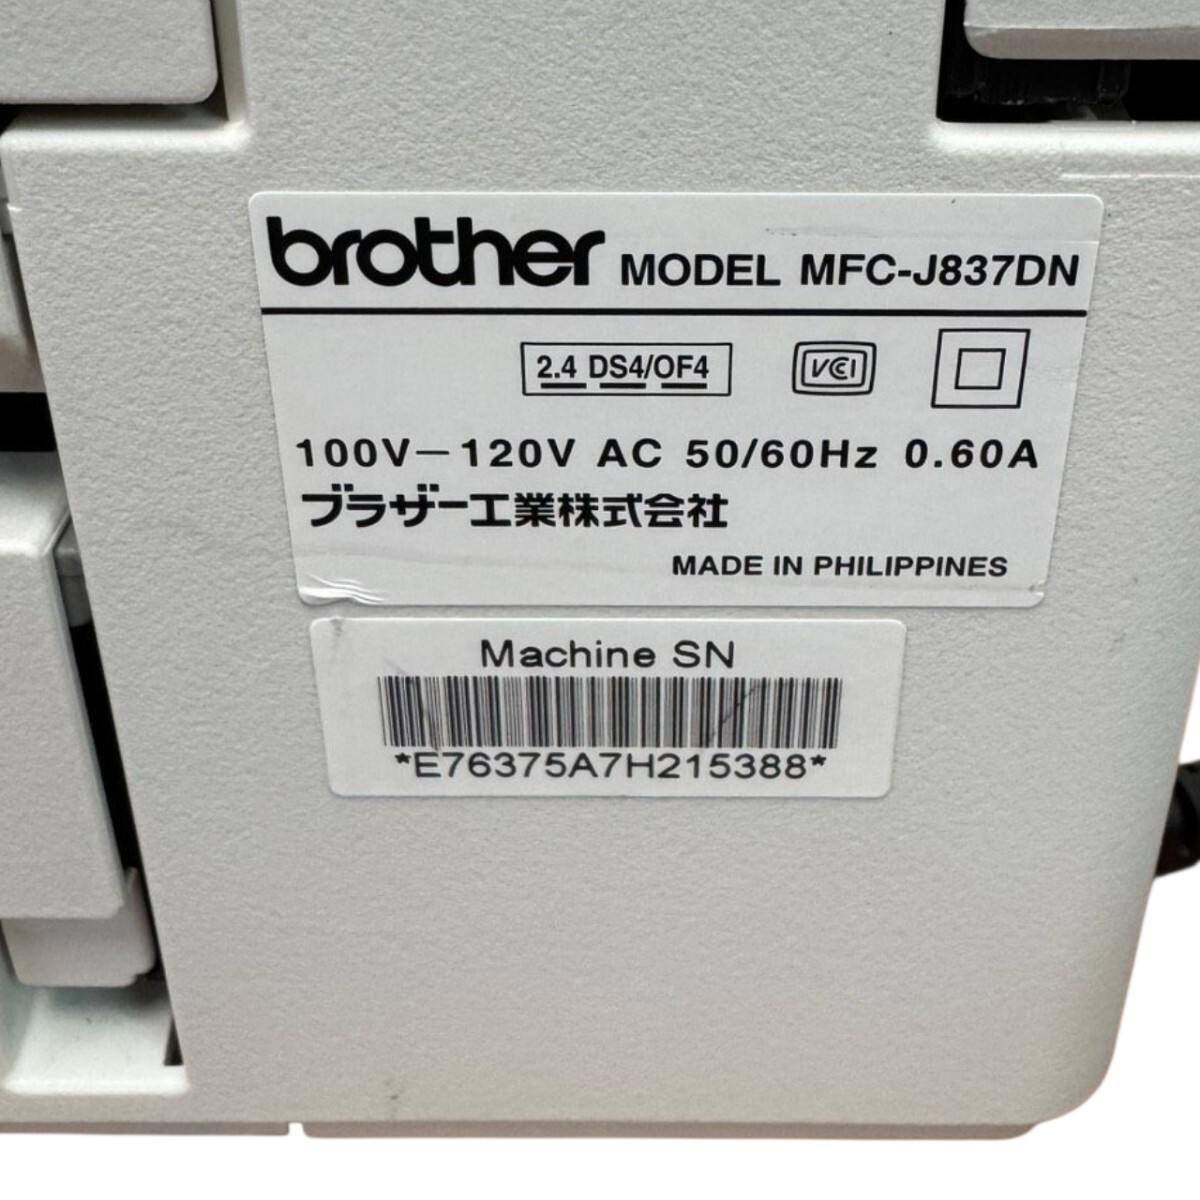 brother MODEL MFC-J837DN
2.4 DS4/OF4 VCCI
100V-120V AC 50/60Hz 0.60A
ブラザー工業株式会社
MADE IN PHILIPPINES
Machine SN
*E76375A7H215388*